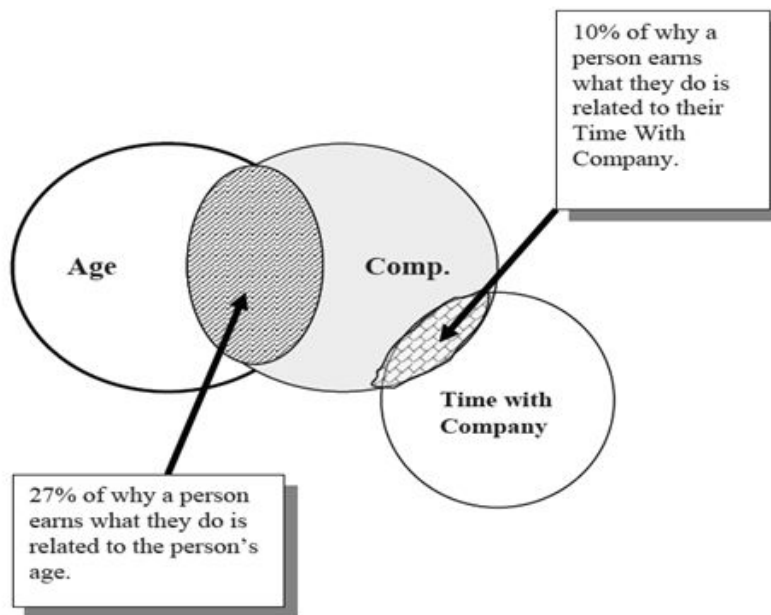 10% of why a
person earns
what they do is
related to their
Time With
Company.
Age
Comp.
Time with
Company
27% of why a person
earns what they do is
related to the person’s
age.